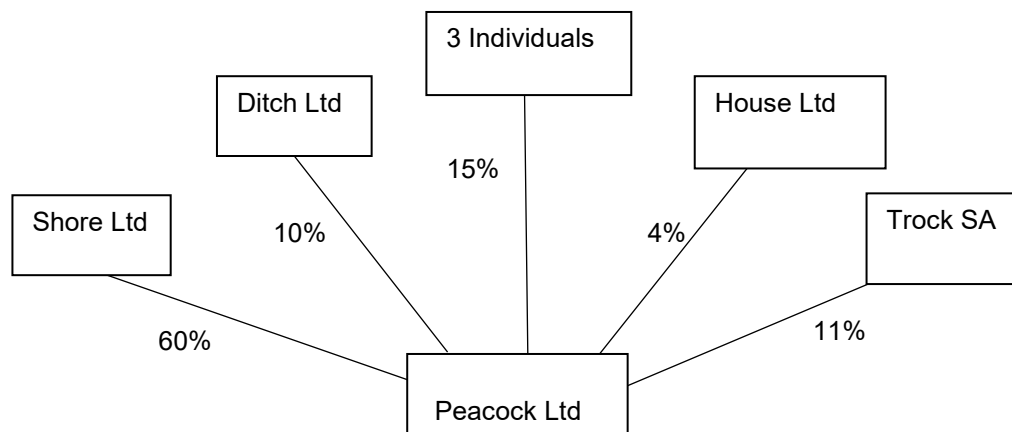 3 Individuals
Ditch Ltd
House Ltd
15%
Shore Ltd
Trock SA
10%
4%
60%
11%
Peacock Ltd